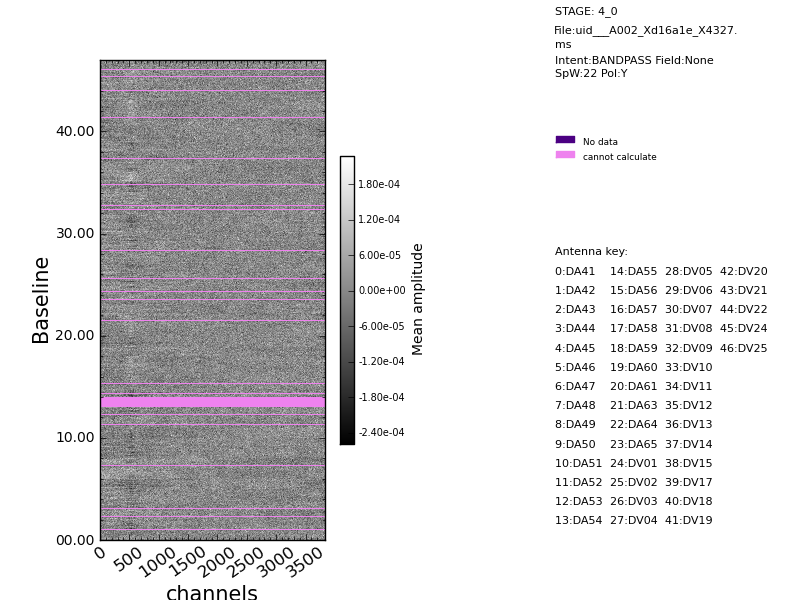 STAGE: 4_0
File:uid___A002_Xd16a1e_X4327.
ms
Intent:BANDPASS Field:None
SpW:22 Pol:Y
No data
cannot calculate
40.00
30.00
20.00
10.00
00.00
Baseline
0 500 1000 1500 2000 2500 3000 3500
channels
1.80e-04
1.20e-04
6.00e-05
0.00e+00
-6.00e-05
-1.20e-04
-1.80e-04
-2.40e-04
Mean amplitude
Antenna key:
0:DA41 14:DA55 28:DV05 42:DV20
1:DA42 15:DA56 29:DV06 43:DV21
2:DA43 16:DA57 30:DV07 44:DV22
3:DA44 17:DA58 31:DV08 45:DV24
4:DA45 18:DA59 32:DV09 46:DV25
5:DA46 19:DA60 33:DV10
6:DA47 20:DA61 34:DV11
7:DA48 21:DA63 35:DV12
8:DA49 22:DA64 36:DV13
9:DA50 23:DA65 37:DV14
10:DA51 24:DV01 38:DV15
11:DA52 25:DV02 39:DV17
12:DA53 26:DV03 40:DV18
13:DA54 27:DV04 41:DV19